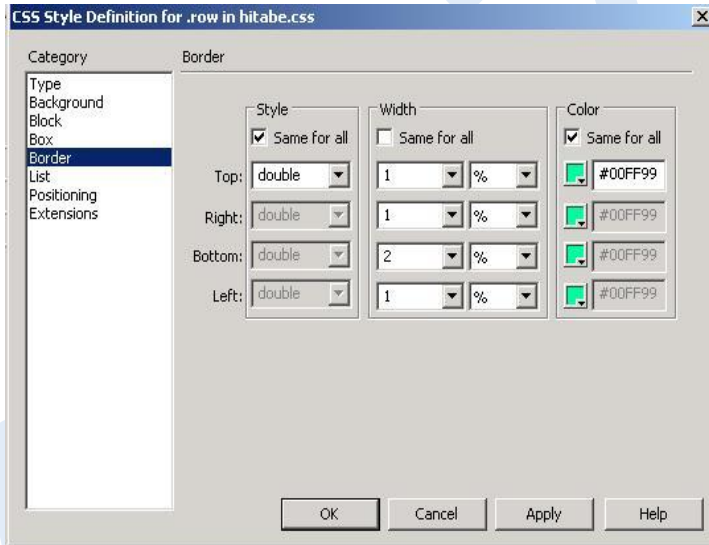 CSS Style Definition for .row in hitabe.css
Category
Border
Type
Background
Block
Box
Border
List
Positioning
Extensions
Style Width Color
Same for all Same for all Same for all
Top: double 1 % #00FF99
Right: double 1 % #00FF99
Bottom: double 2 % #00FF99
Left: double 1 % #00FF99
OK Cancel Apply Help